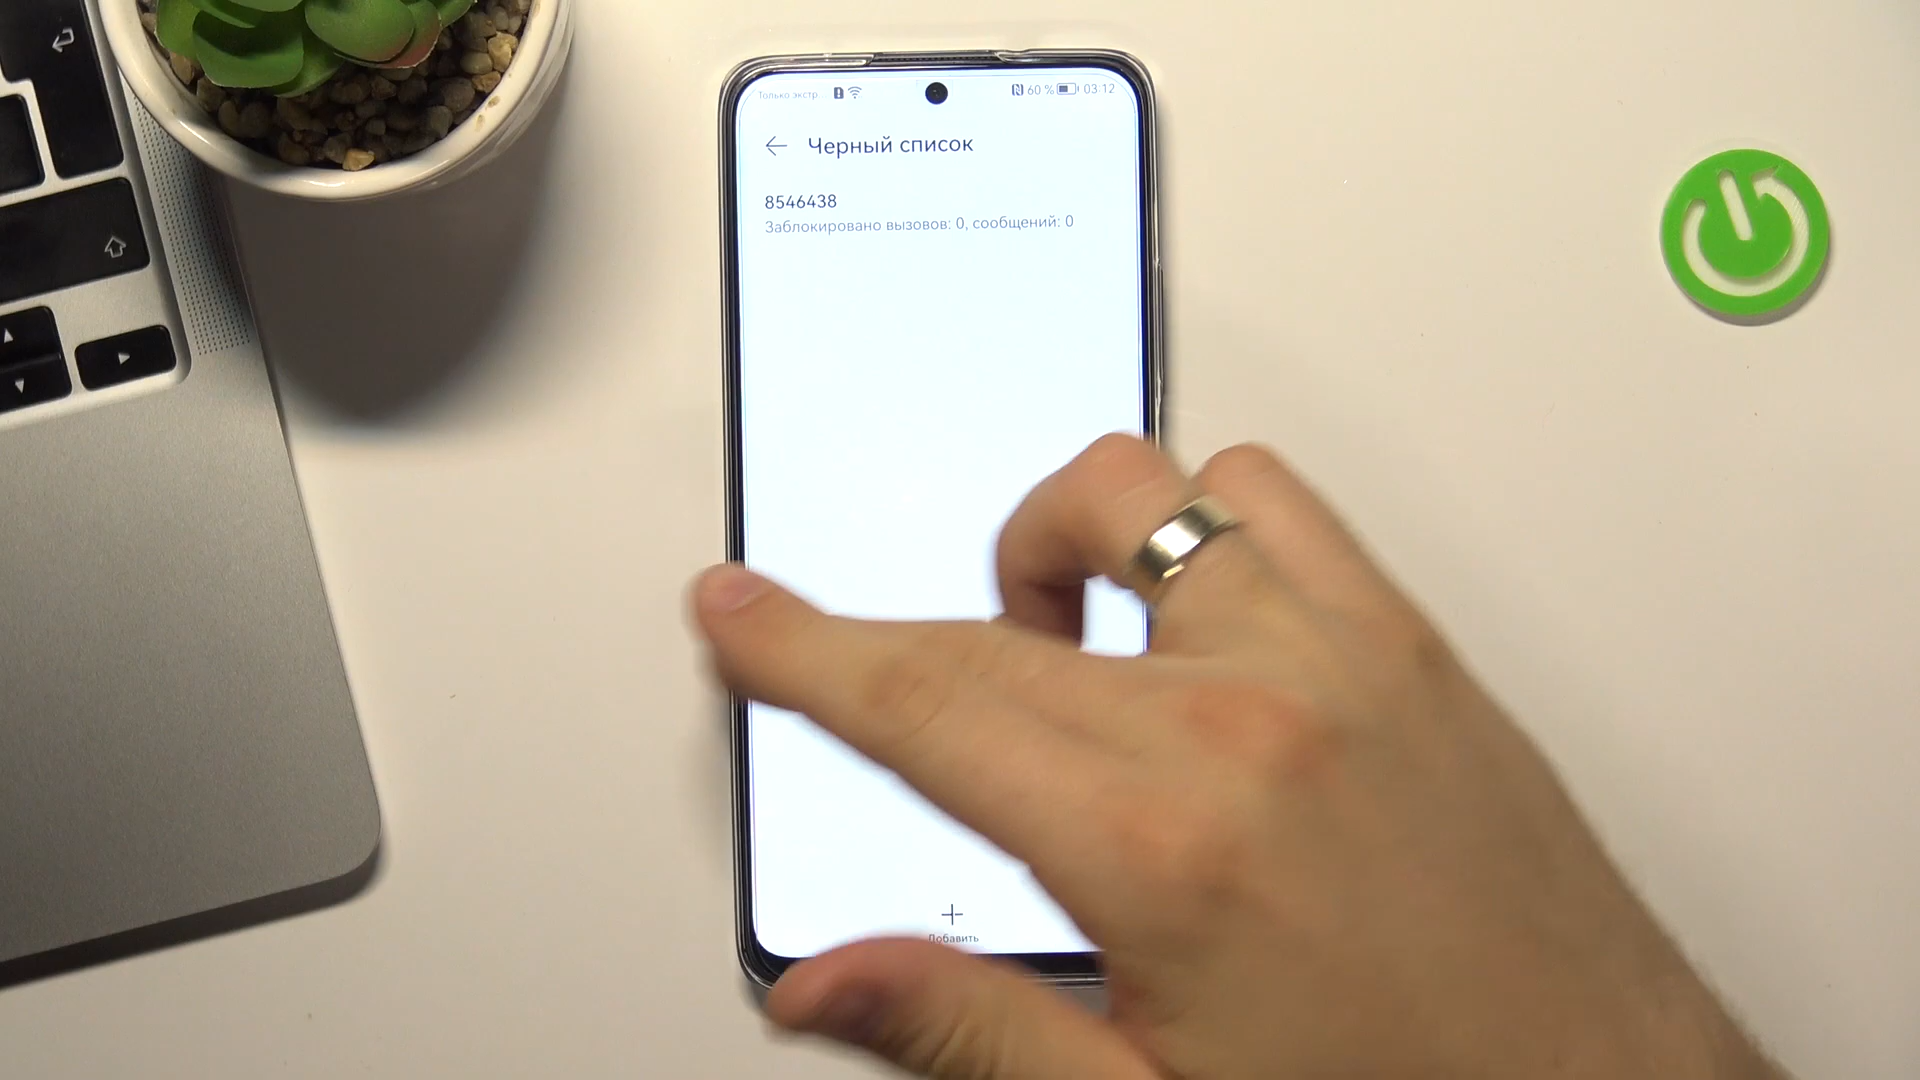 Только экстр... 60 % 03:12
Черный список
8546438
Заблокировано вызовов: 0, сообщений: 0
Добавить